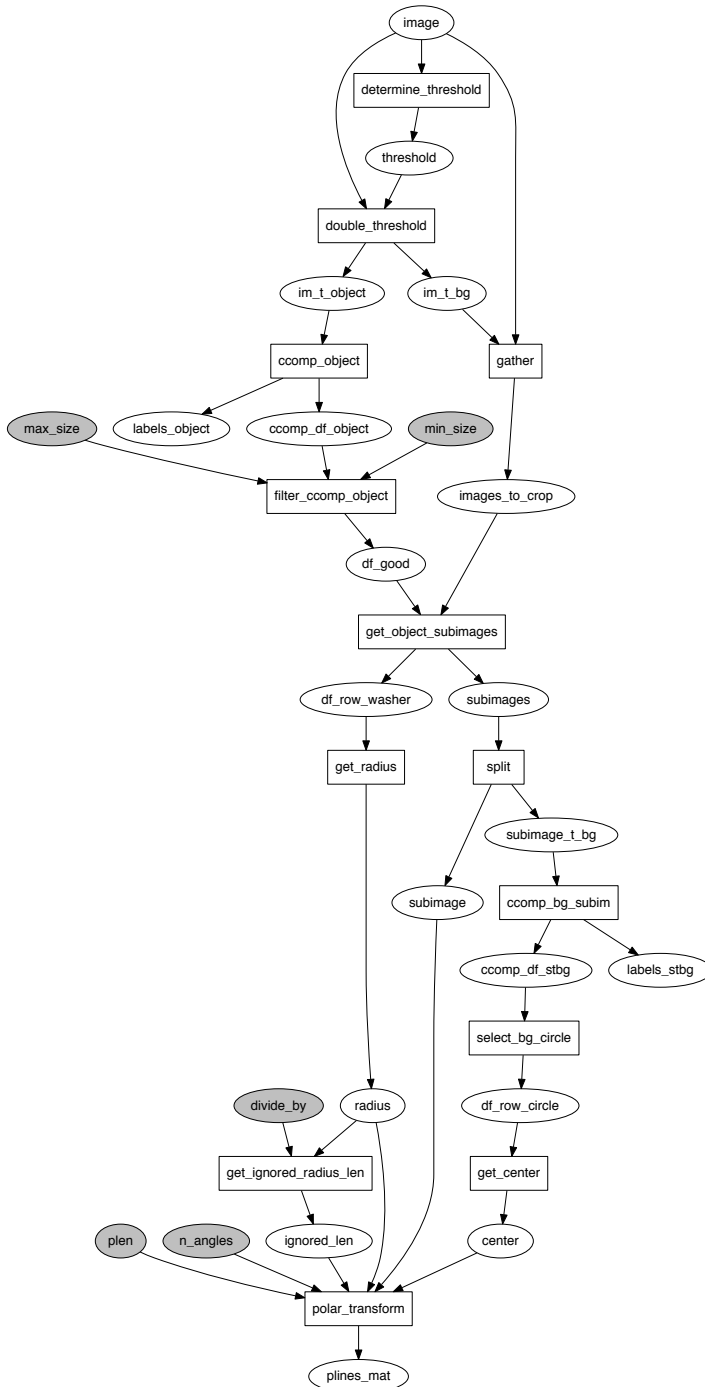 image
determine_threshold
threshold
double_threshold
im_t_object
im_t_bg
ccomp_object
gather
max_size
labels_object
ccomp_df_object
min_size
filter_ccomp_object
images_to_crop
df_good
get_object_subimages
df_row_washer
subimages
get_radius
split
subimage_t_bg
subimage
ccomp_bg_subim
ccomp_df_stbg
labels_stbg
select_bg_circle
divide_by
radius
df_row_circle
get_ignored_radius_len
get_center
plen
n_angles
ignored_len
center
polar_transform
plines_mat